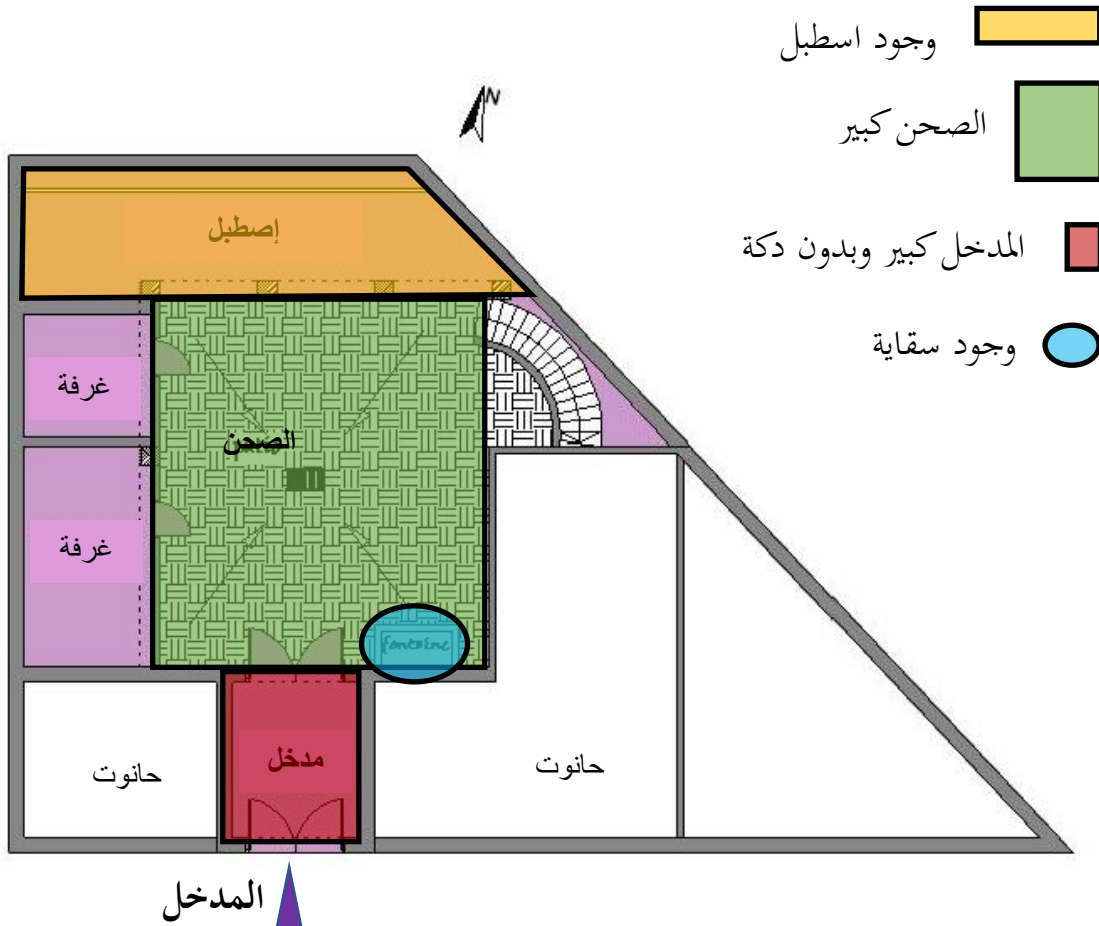 وجود اسطبل
الصحن كبير
المدخل كبير وبدون دكة
وجود سقاية
N
إصطبل
غرفة
الصحن
غرفة
fontaine
مدخل
حانوت
حانوت
المدخل